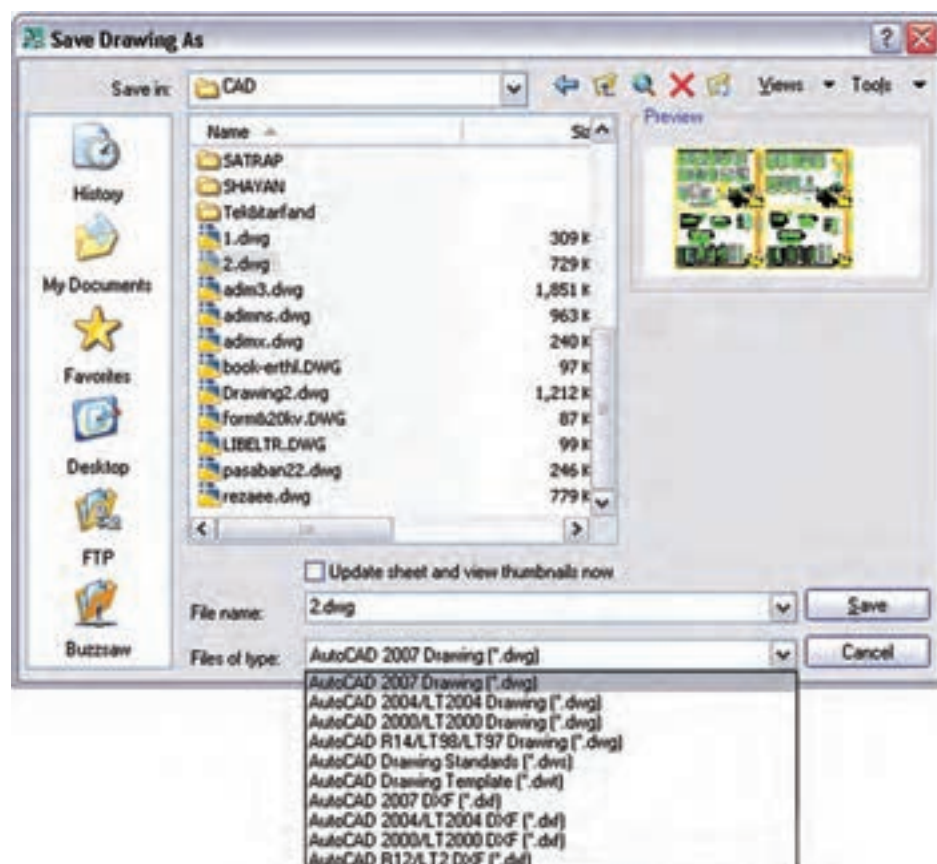 Save Drawing As
Save in:
CAD
Views
Tools
History
My Documents
Favorites
Desktop
FTP
Buzzsaw
Name
SATRAP
SHAYAN
Tek&tarfand
1.dwg 309 K
2.dwg 729 K
adm3.dwg 1,851 K
admns.dwg 963 K
admx.dwg 240 K
book-erthl.DWG 97 K
Drawing2.dwg 1,212 K
form&20kv.DWG 87 K
LIBELTR.DWG 99 K
pasaban22.dwg 246 K
rezaee.dwg 779 K
Preview
Update sheet and view thumbnails now
File name:
2.dwg
Save
Files of type:
AutoCAD 2007 Drawing (*.dwg)
Cancel
AutoCAD 2007 Drawing (*.dwg)
AutoCAD 2004/LT2004 Drawing (*.dwg)
AutoCAD 2000/LT2000 Drawing (*.dwg)
AutoCAD R14/LT98/LT97 Drawing (*.dwg)
AutoCAD Drawing Standards (*.dws)
AutoCAD Drawing Template (*.dwt)
AutoCAD 2007 DXF (*.dxf)
AutoCAD 2004/LT2004 DXF (*.dxf)
AutoCAD 2000/LT2000 DXF (*.dxf)
AutoCAD R12/LT2 DXF (*.dxf)